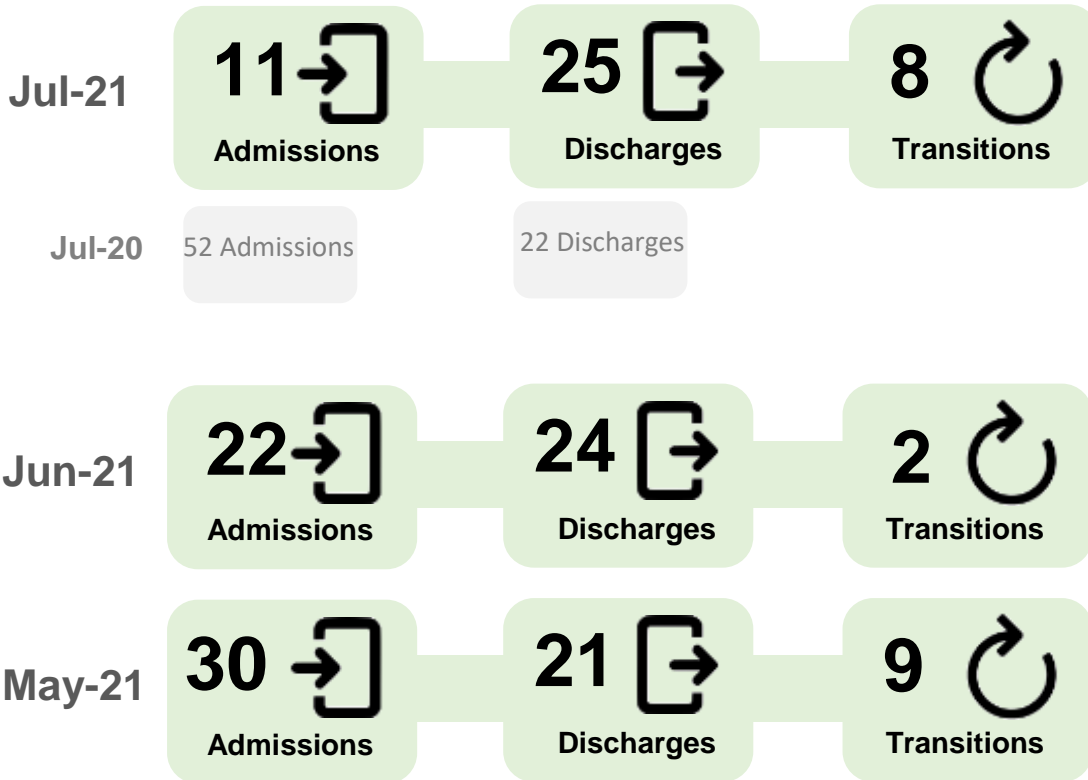 Jul-21
11
Admissions
25
Discharges
8
Transitions
Jul-20
52 Admissions
22 Discharges
Jun-21
22
Admissions
24
Discharges
2
Transitions
May-21
30
Admissions
21
Discharges
9
Transitions